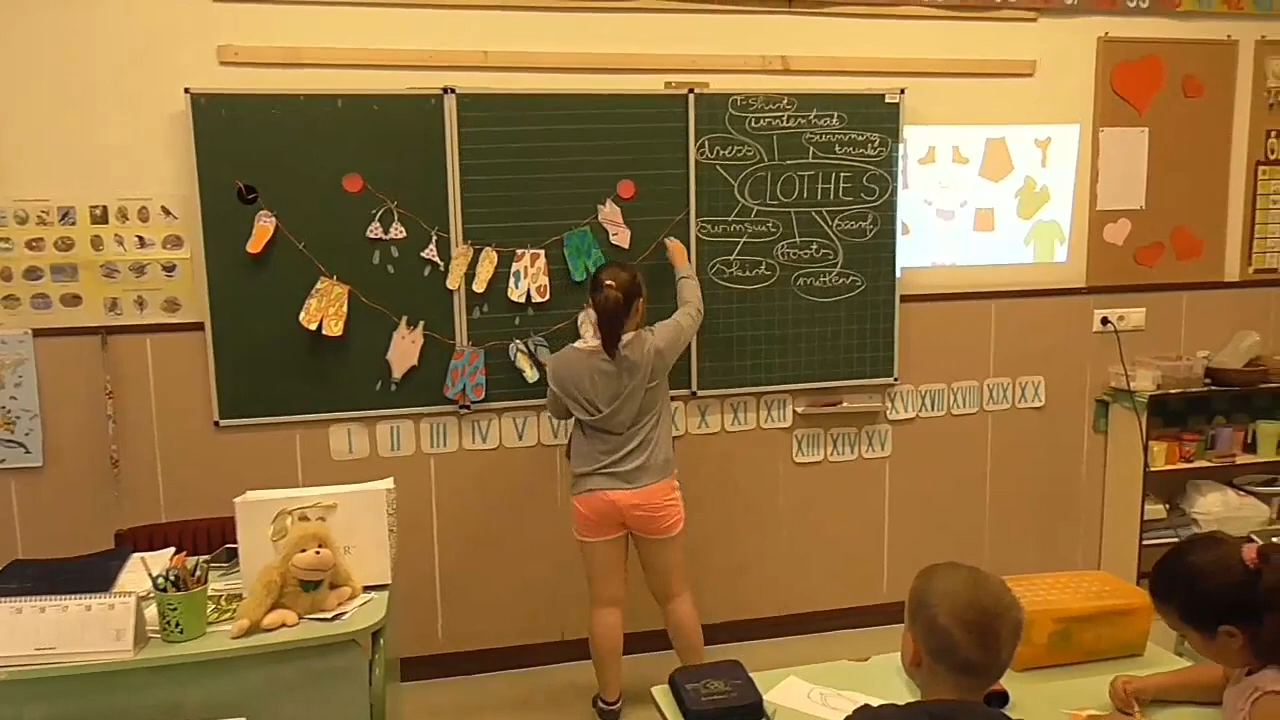 T-Shirt
winter hat
dress
swimming
trunks
CLOTHES
swimsuit
scarf
boots
skirt
mittens
I II III IV V VI X XI XII XVI XVII XVIII XIX XX
XIII XIV XV